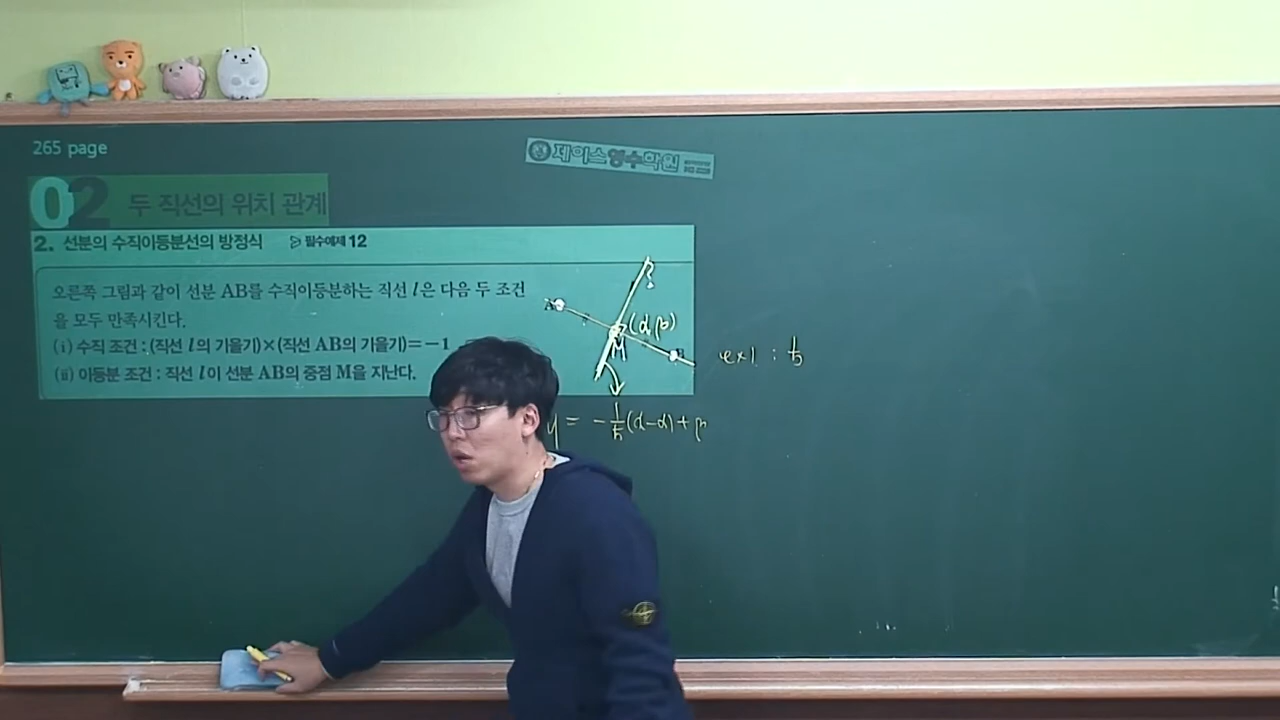 265 page
제이스영수학원
02 두 직선의 위치 관계
2. 선분의 수직이등분선의 방정식 ▷ 필수예제 12
오른쪽 그림과 같이 선분 AB를 수직이등분하는 직선 l은 다음 두 조건
을 모두 만족시킨다.
(i) 수직 조건 : (직선 l의 기울기)×(직선 AB의 기울기)=-1
(ii) 이등분 조건 : 직선 l이 선분 AB의 중점 M을 지난다.
l
A
(α, β)
M
B